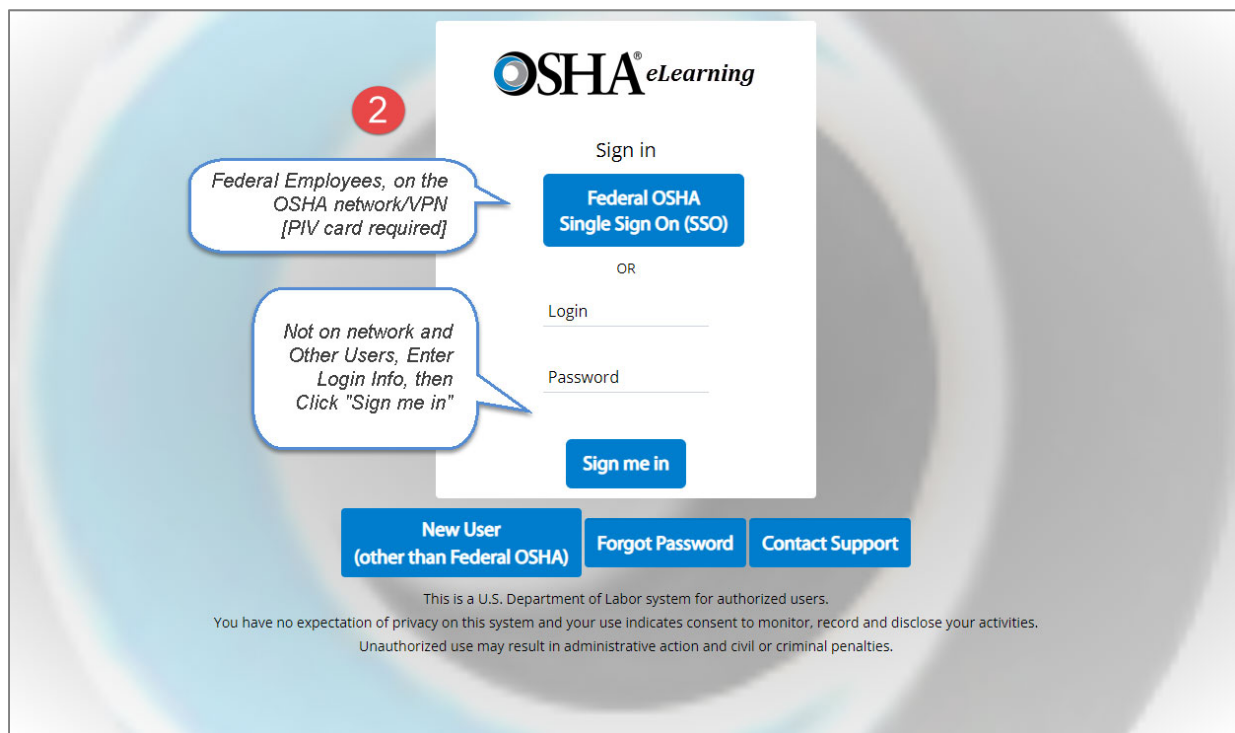 OSHA® eLearning
2
Sign in
Federal Employees, on the
OSHA network/VPN
[PIV card required]
Federal OSHA
Single Sign On (SSO)
OR
Not on network and
Other Users, Enter
Login Info, then
Click "Sign me in"
Login
Password
Sign me in
New User
(other than Federal OSHA)
Forgot Password
Contact Support
This is a U.S. Department of Labor system for authorized users.
You have no expectation of privacy on this system and your use indicates consent to monitor, record and disclose your activities.
Unauthorized use may result in administrative action and civil or criminal penalties.